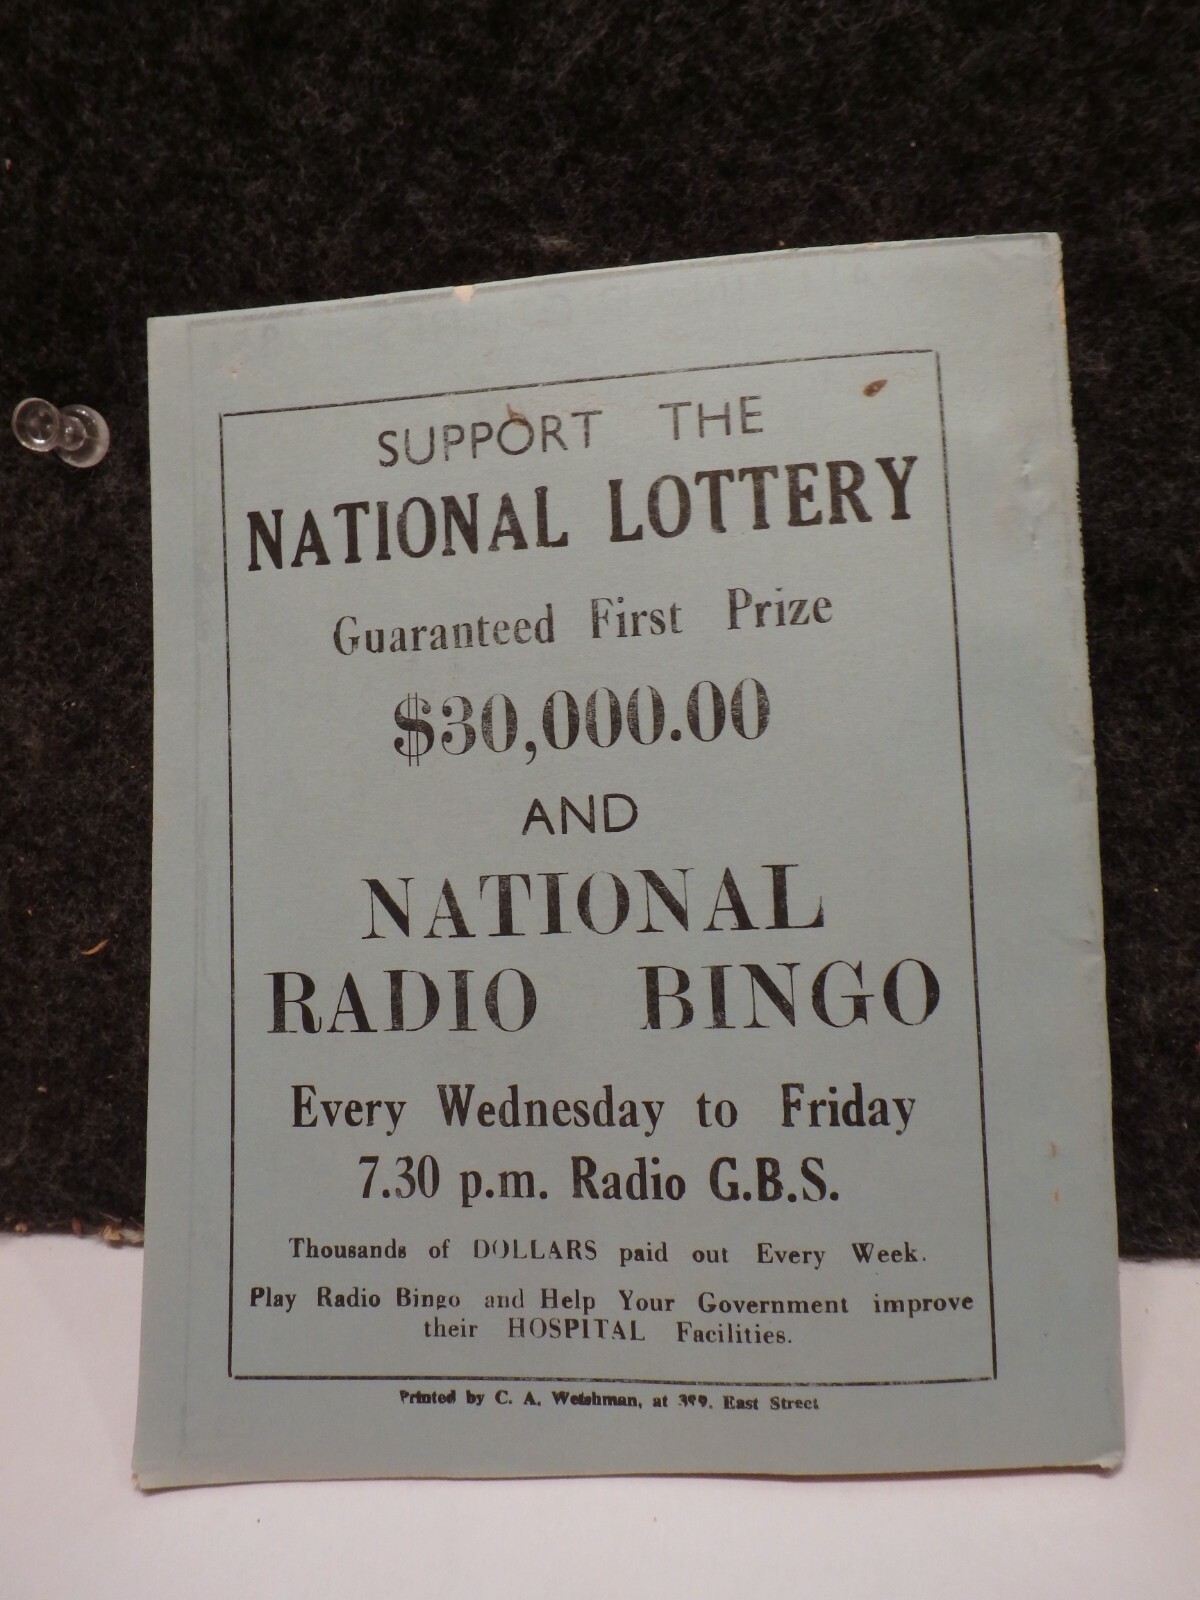 SUPPORT THE
NATIONAL LOTTERY
Guaranteed First Prize
$30,000.00
AND
NATIONAL
RADIO BINGO
Every Wednesday to Friday
7.30 p.m. Radio G.B.S.
Thousands of DOLLARS paid out Every Week.
Play Radio Bingo and Help Your Government improve
their HOSPITAL Facilities.
Printed by C. A. Welshman, at 399, East Street